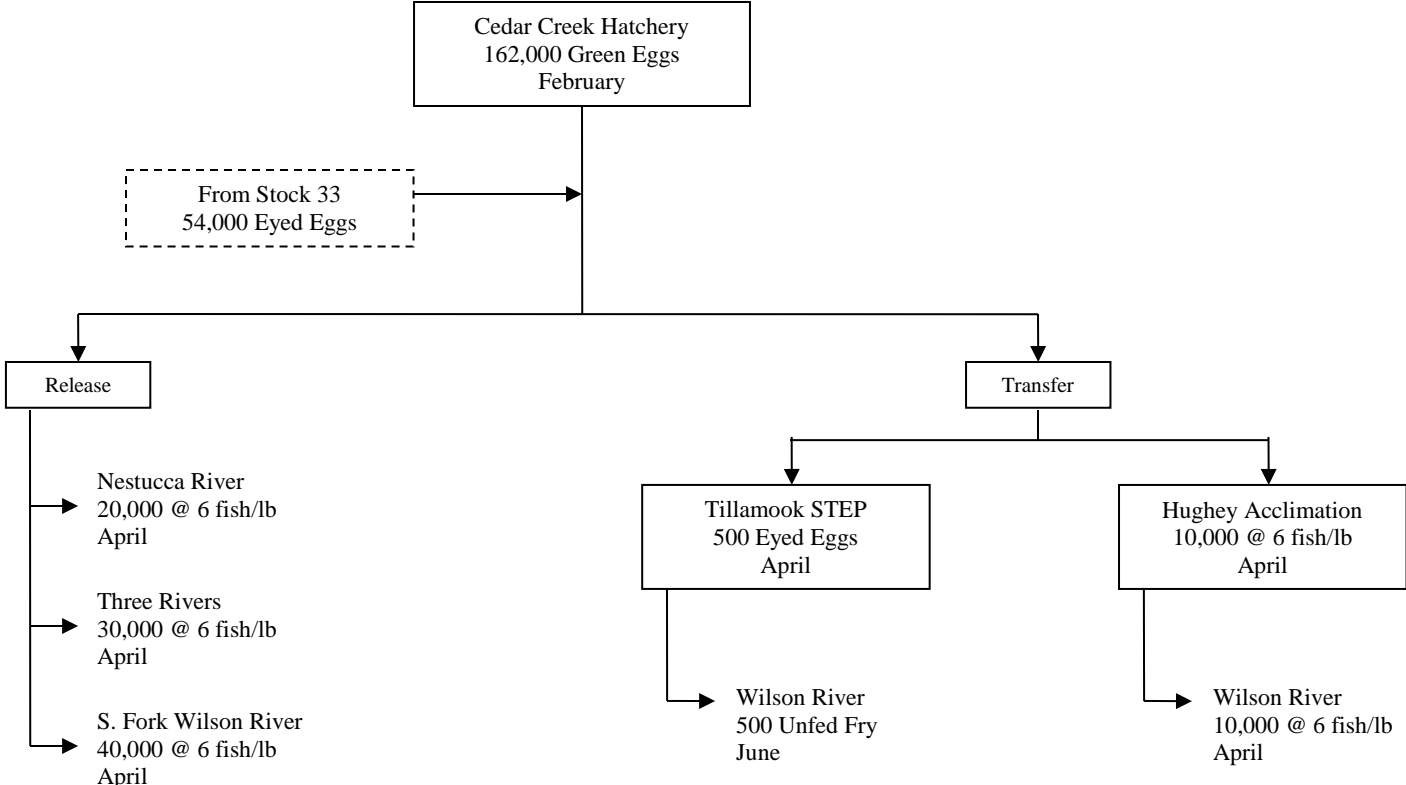 Cedar Creek Hatchery
162,000 Green Eggs
February
From Stock 33
54,000 Eyed Eggs
Release
Transfer
Nestucca River
20,000 @ 6 fish/lb
April
Three Rivers
30,000 @ 6 fish/lb
April
S. Fork Wilson River
40,000 @ 6 fish/lb
April
Tillamook STEP
500 Eyed Eggs
April
Wilson River
500 Unfed Fry
June
Hughey Acclimation
10,000 @ 6 fish/lb
April
Wilson River
10,000 @ 6 fish/lb
April